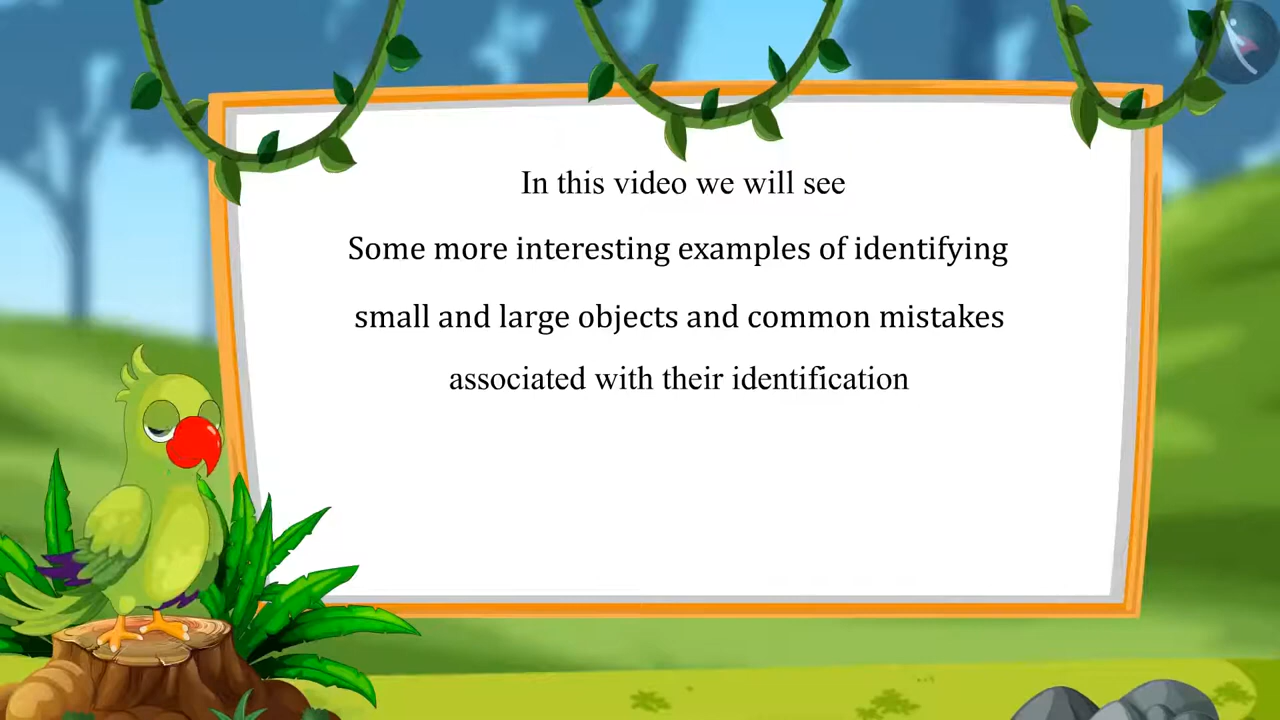 In this video we will see
Some more interesting examples of identifying
small and large objects and common mistakes
associated with their identification